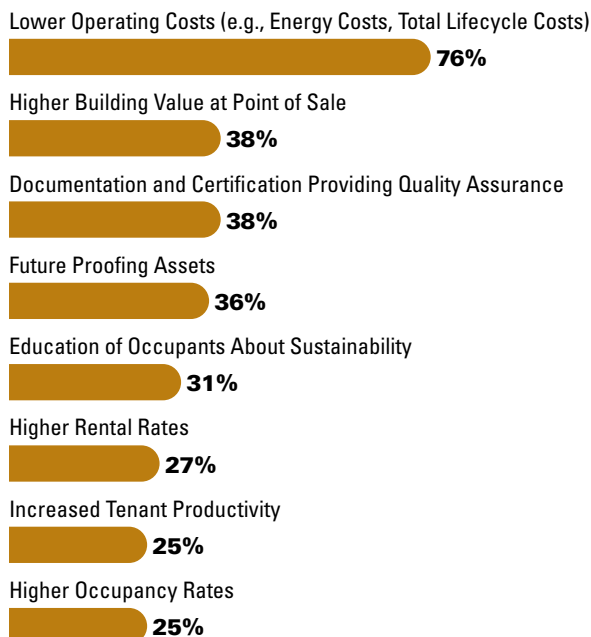 Lower Operating Costs (e.g., Energy Costs, Total Lifecycle Costs)
76%
Higher Building Value at Point of Sale
38%
Documentation and Certification Providing Quality Assurance
38%
Future Proofing Assets
36%
Education of Occupants About Sustainability
31%
Higher Rental Rates
27%
Increased Tenant Productivity
25%
Higher Occupancy Rates
25%